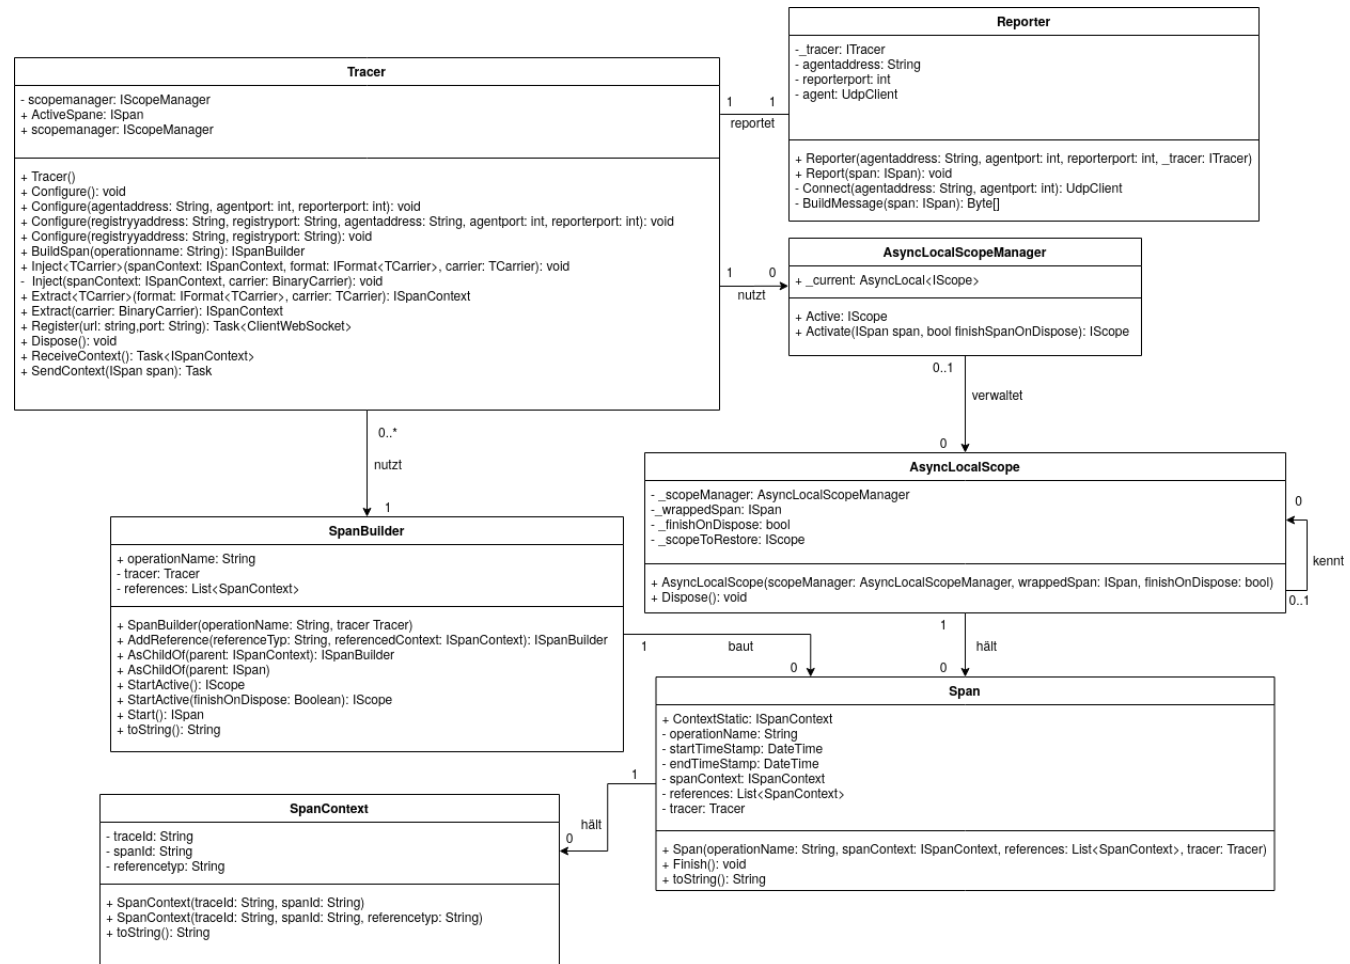 Reporter
-_tracer: ITracer
- agentaddress: String
- reporterport: int
- agent: UdpClient
+ Reporter(agentaddress: String, agentport: int, reporterport: int, _tracer: ITracer)
+ Report(span: ISpan): void
- Connect(agentaddress: String, agentport: int): UdpClient
- BuildMessage(span: ISpan): Byte[]
Tracer
- scopemanager: IScopeManager
+ ActiveSpane: ISpan
+ scopemanager: IScopeManager
+ Tracer()
+ Configure(): void
+ Configure(agentaddress: String, agentport: int, reporterport: int): void
+ Configure(registryyaddress: String, registryport: String, agentaddress: String, agentport: int, reporterport: int): void
+ Configure(registryyaddress: String, registryport: String): void
+ BuildSpan(operationname: String): ISpanBuilder
+ Inject<TCarrier>(spanContext: ISpanContext, format: IFormat<TCarrier>, carrier: TCarrier): void
- Inject(spanContext: ISpanContext, carrier: BinaryCarrier): void
+ Extract<TCarrier>(format: IFormat<TCarrier>, carrier: TCarrier): ISpanContext
+ Extract(carrier: BinaryCarrier): ISpanContext
+ Register(url: string,port: String): Task<ClientWebSocket>
+ Dispose(): void
+ ReceiveContext(): Task<ISpanContext>
+ SendContext(ISpan span): Task
1 1
reportet
1 0
nutzt
AsyncLocalScopeManager
+ _current: AsyncLocal<IScope>
+ Active: IScope
+ Activate(ISpan span, bool finishSpanOnDispose): IScope
0..1
verwaltet
0
0..*
nutzt
1
AsyncLocalScope
- _scopeManager: AsyncLocalScopeManager
-_wrappedSpan: ISpan
- _finishOnDispose: bool
- _scopeToRestore: IScope
+ AsyncLocalScope(scopeManager: AsyncLocalScopeManager, wrappedSpan: ISpan, finishOnDispose: bool)
+ Dispose(): void
0
kennt
0..1
SpanBuilder
+ operationName: String
- tracer: Tracer
- references: List<SpanContext>
+ SpanBuilder(operationName: String, tracer Tracer)
+ AddReference(referenceTyp: String, referencedContext: ISpanContext): ISpanBuilder
+ AsChildOf(parent: ISpanContext): ISpanBuilder
+ AsChildOf(parent: ISpan)
+ StartActive(): IScope
+ StartActive(finishOnDispose: Boolean): IScope
+ Start(): ISpan
+ toString(): String
1 baut 0
1
hält
0
Span
+ ContextStatic: ISpanContext
- operationName: String
- startTimeStamp: DateTime
- endTimeStamp: DateTime
- spanContext: ISpanContext
- references: List<SpanContext>
- tracer: Tracer
+ Span(operationName: String, spanContext: ISpanContext, references: List<SpanContext>, tracer: Tracer)
+ Finish(): void
+ toString(): String
1
hält
0
SpanContext
- traceId: String
- spanId: String
- referencetyp: String
+ SpanContext(traceId: String, spanId: String)
+ SpanContext(traceId: String, spanId: String, referencetyp: String)
+ toString(): String